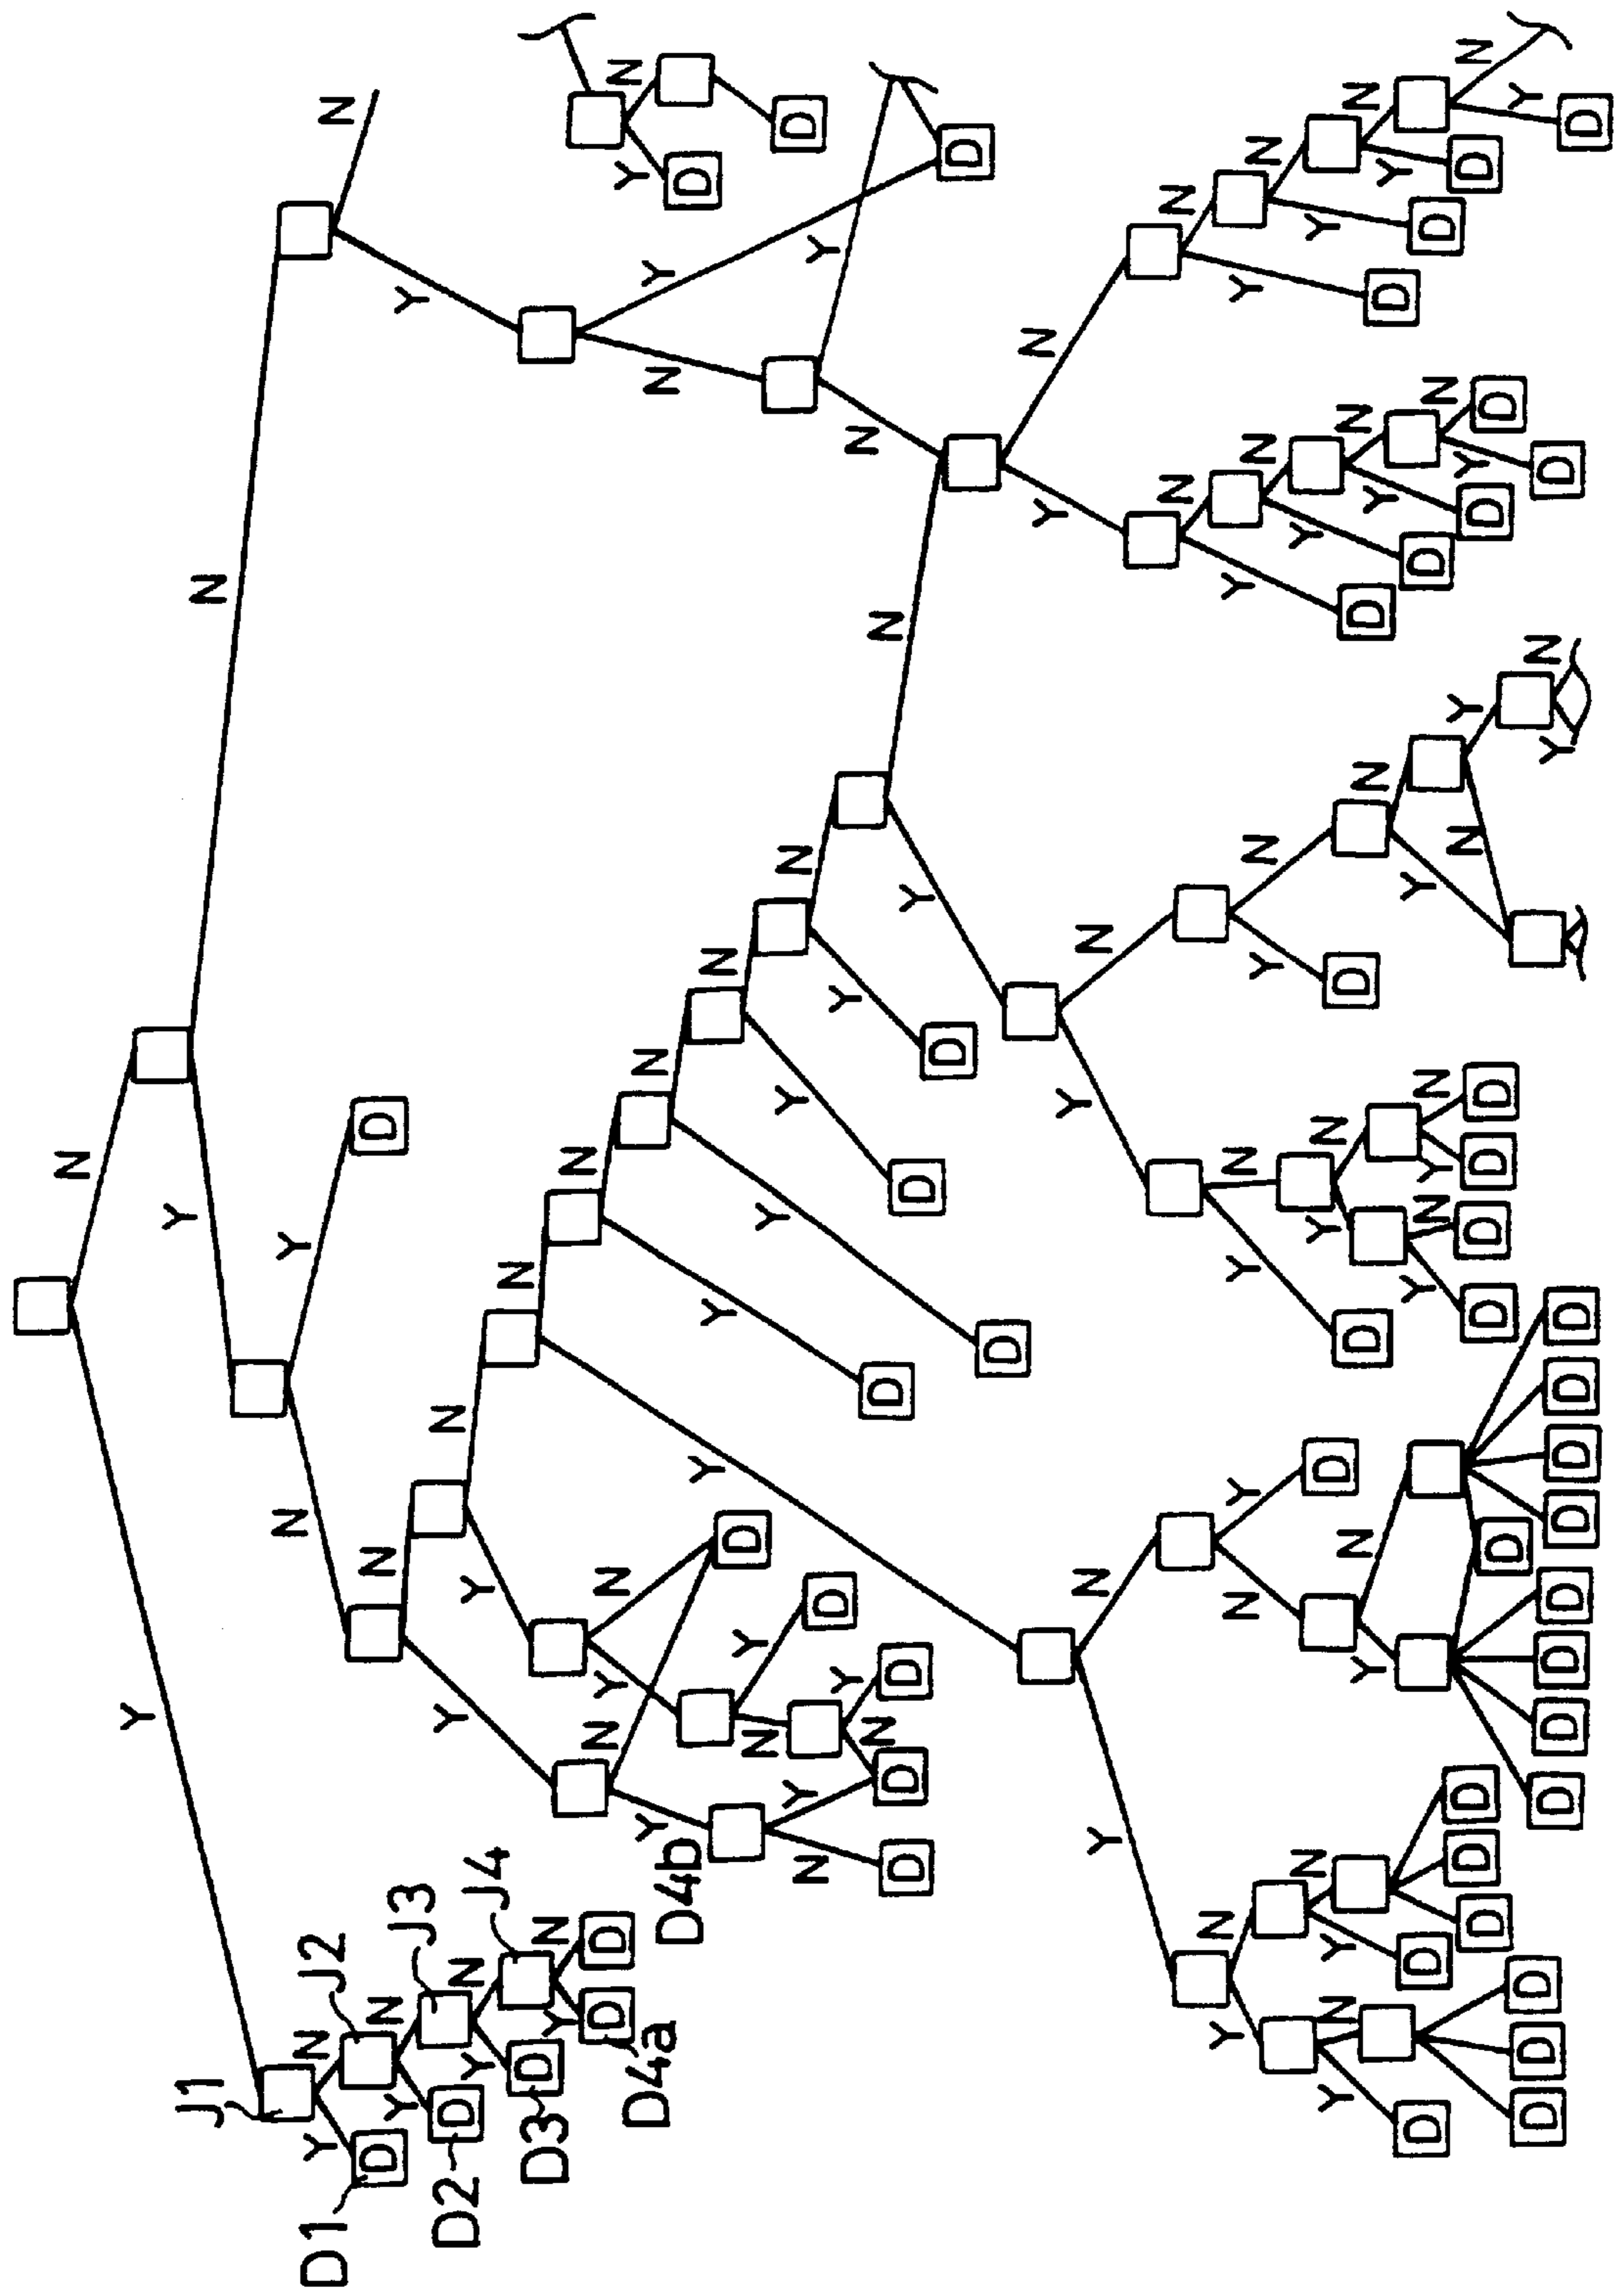 N
Y
Y
J1 N
N Y
N
Y D1 J2 N
D N N D
Y J3 Y
D2 D Y N
Y N Y J4
N
D3 D Y N N
D D N Y N
Y N
D4a Y N N Y
D4b D
Y Y N
D N Y Y
N Y Y N D
Y D Y Y N
N D N
D D D D Y D D
D
Y N Y N
Y N Y N
N N
Y N Y
N Y Y N Y
Y N N N
D N Y N
Y Y N Y
D D D N
Y N Y N
D Y D Y N
D D Y Y N
D Y N N Y D
D D D D Y N
D D D D D N
D D D Y Y
D D D D N
D D D D D
D D D D Y
D